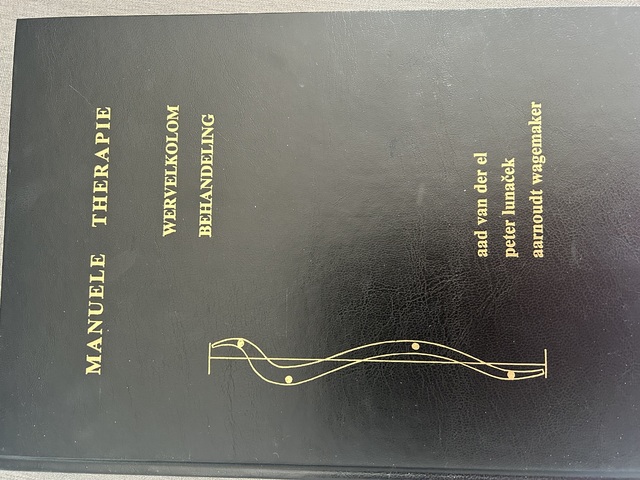 MANUELE THERAPIE
WERVELKOLOM
BEHANDELING
aad van der el
peter lunaček
aarnoudt wagemaker